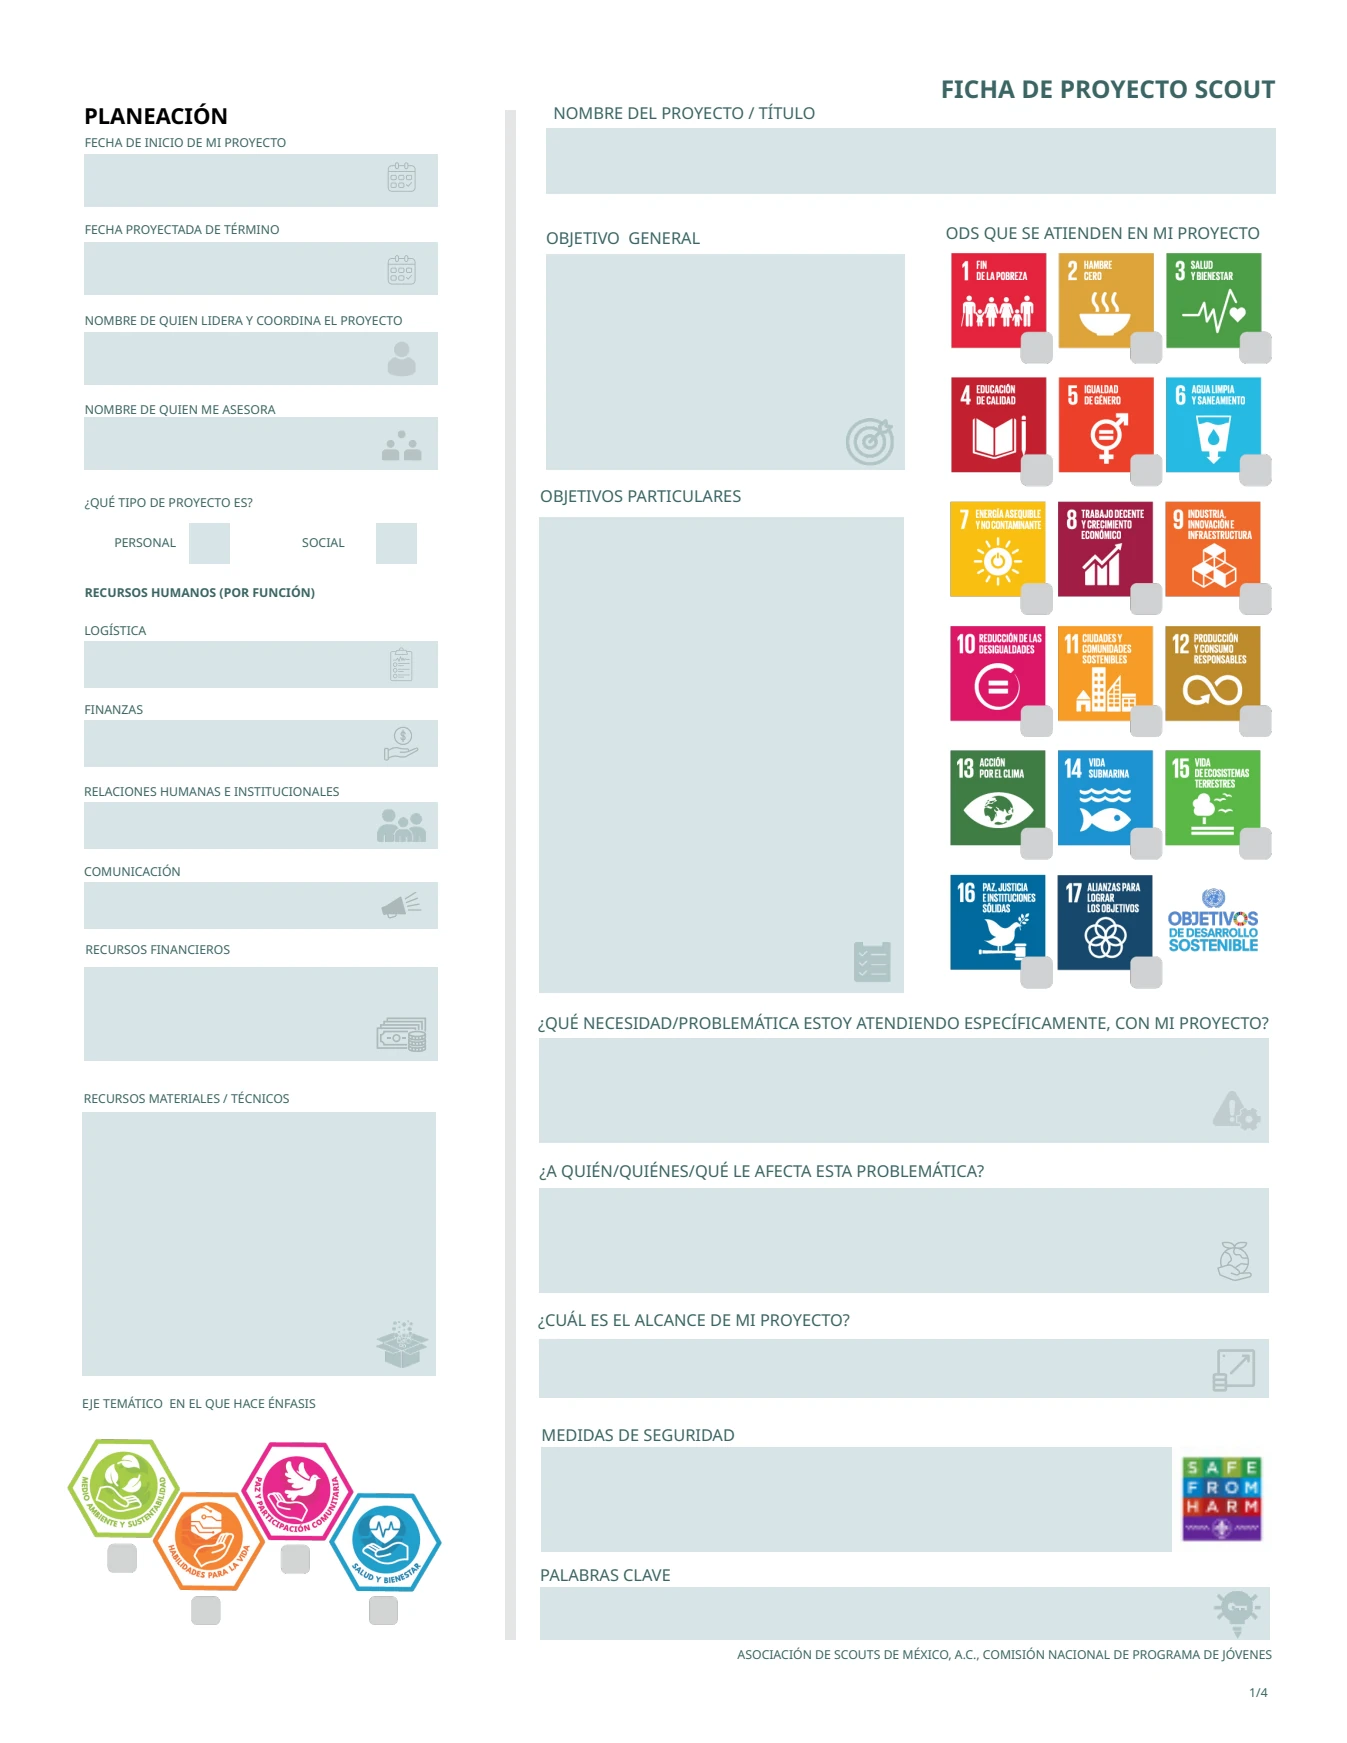 FICHA DE PROYECTO SCOUT
PLANEACIÓN
FECHA DE INICIO DE MI PROYECTO
FECHA PROYECTADA DE TÉRMINO
NOMBRE DE QUIEN LIDERA Y COORDINA EL PROYECTO
NOMBRE DE QUIEN ME ASESORA
¿QUÉ TIPO DE PROYECTO ES?
PERSONAL
SOCIAL
RECURSOS HUMANOS (POR FUNCIÓN)
LOGÍSTICA
FINANZAS
RELACIONES HUMANAS E INSTITUCIONALES
COMUNICACIÓN
RECURSOS FINANCIEROS
RECURSOS MATERIALES / TÉCNICOS
EJE TEMÁTICO  EN EL QUE HACE ÉNFASIS
MEDIO AMBIENTE Y SUSTENTABILIDAD
HABILIDADES PARA LA VIDA
PAZ Y PARTICIPACIÓN COMUNITARIA
SALUD Y BIENESTAR
NOMBRE DEL PROYECTO / TÍTULO
OBJETIVO  GENERAL
OBJETIVOS PARTICULARES
ODS QUE SE ATIENDEN EN MI PROYECTO
1 FIN
DE LA POBREZA
2 HAMBRE
CERO
3 SALUD
Y BIENESTAR
4 EDUCACIÓN
DE CALIDAD
5 IGUALDAD
DE GÉNERO
6 AGUA LIMPIA
Y SANEAMIENTO
7 ENERGÍA ASEQUIBLE
Y NO CONTAMINANTE
8 TRABAJO DECENTE
Y CRECIMIENTO
ECONÓMICO
9 INDUSTRIA,
INNOVACIÓN E
INFRAESTRUCTURA
10 REDUCCIÓN DE LAS
DESIGUALDADES
11 CIUDADES Y
COMUNIDADES
SOSTENIBLES
12 PRODUCCIÓN
Y CONSUMO
RESPONSABLES
13 ACCIÓN
POR EL CLIMA
14 VIDA
SUBMARINA
15 VIDA
DE ECOSISTEMAS
TERRESTRES
16 PAZ, JUSTICIA
E INSTITUCIONES
SÓLIDAS
17 ALIANZAS PARA
LOGRAR
LOS OBJETIVOS
OBJETIVOS
DE DESARROLLO
SOSTENIBLE
¿QUÉ NECESIDAD/PROBLEMÁTICA ESTOY ATENDIENDO ESPECÍFICAMENTE, CON MI PROYECTO?
¿A QUIÉN/QUIÉNES/QUÉ LE AFECTA ESTA PROBLEMÁTICA?
¿CUÁL ES EL ALCANCE DE MI PROYECTO?
MEDIDAS DE SEGURIDAD
SAFE
FROM
HARM
PALABRAS CLAVE
ASOCIACIÓN DE SCOUTS DE MÉXICO, A.C., COMISIÓN NACIONAL DE PROGRAMA DE JÓVENES
1/4